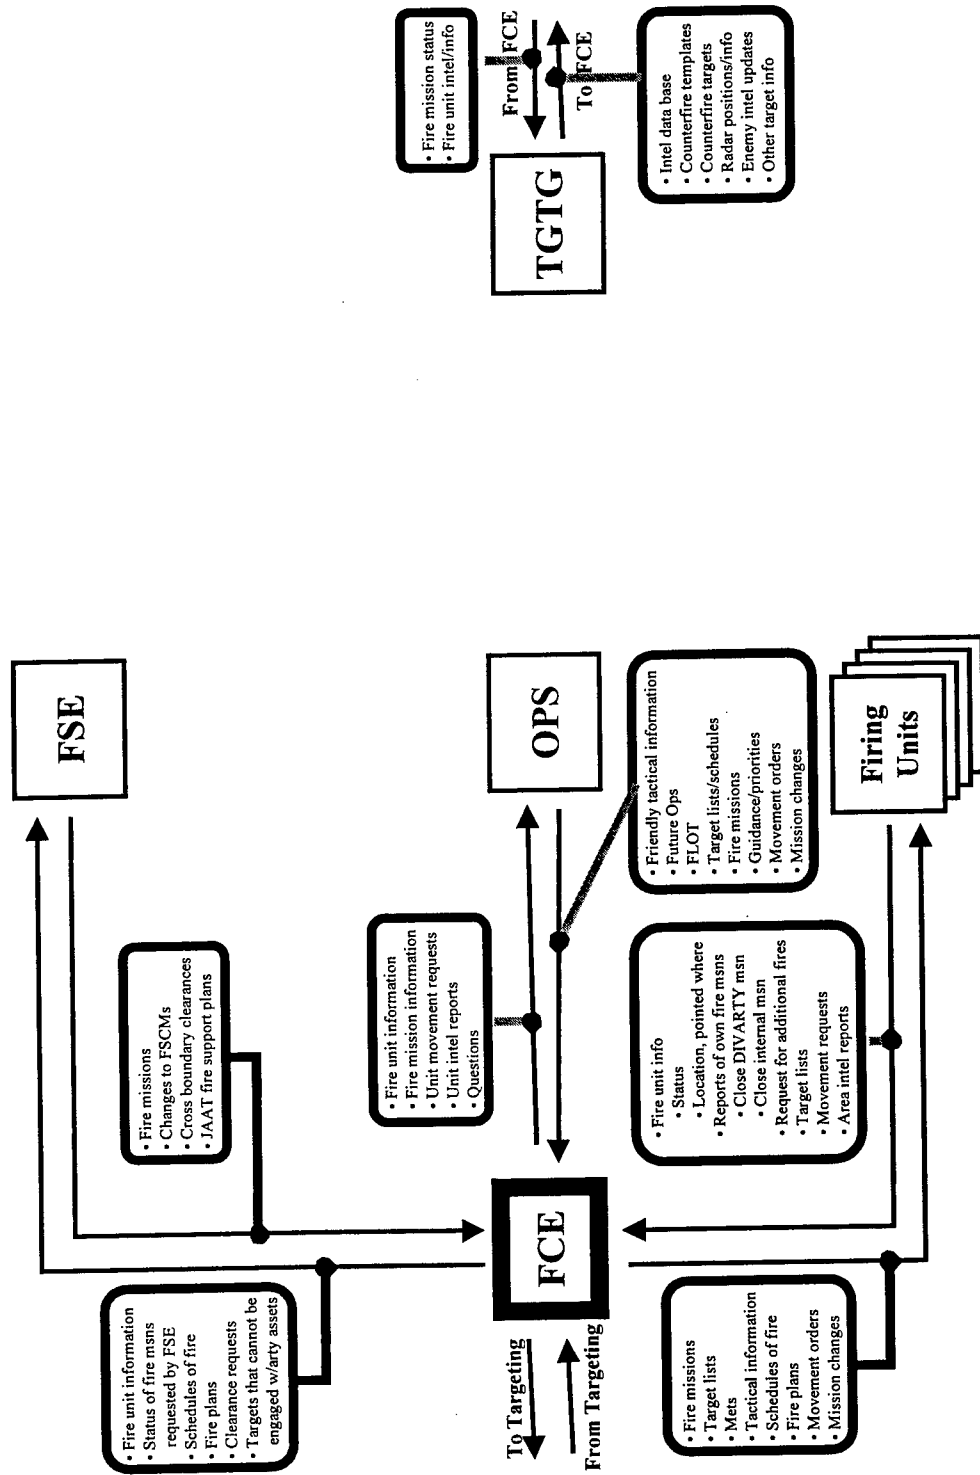 • Fire unit information
• Status of fire msns
requested by FSE
• Schedules of fire
• Fire plans
• Clearance requests
• Targets that cannot be
engaged w/arty assets
• Fire missions
• Changes to FSCMs
• Cross boundary clearances
• JAAT fire support plans
FSE
To Targeting
From Targeting
FCE
• Fire unit information
• Fire mission information
• Unit movement requests
• Unit intel reports
• Questions
OPS
• Friendly tactical information
• Future Ops
• FLOT
• Target lists/schedules
• Fire missions
• Guidance/priorities
• Movement orders
• Mission changes
• Fire missions
• Target lists
• Mets
• Tactical information
• Schedules of fire
• Fire plans
• Movement orders
• Mission changes
• Fire unit info
• Status
• Location, pointed where
• Reports of own fire msns
• Close DIVARTY msn
• Close internal msn
• Request for additional fires
• Target lists
• Movement requests
• Area intel reports
Firing
Units
TGTG
• Fire mission status
• Fire unit intel/info
From FCE
To FCE
• Intel data base
• Counterfire templates
• Counterfire targets
• Radar positions/info
• Enemy intel updates
• Other target info